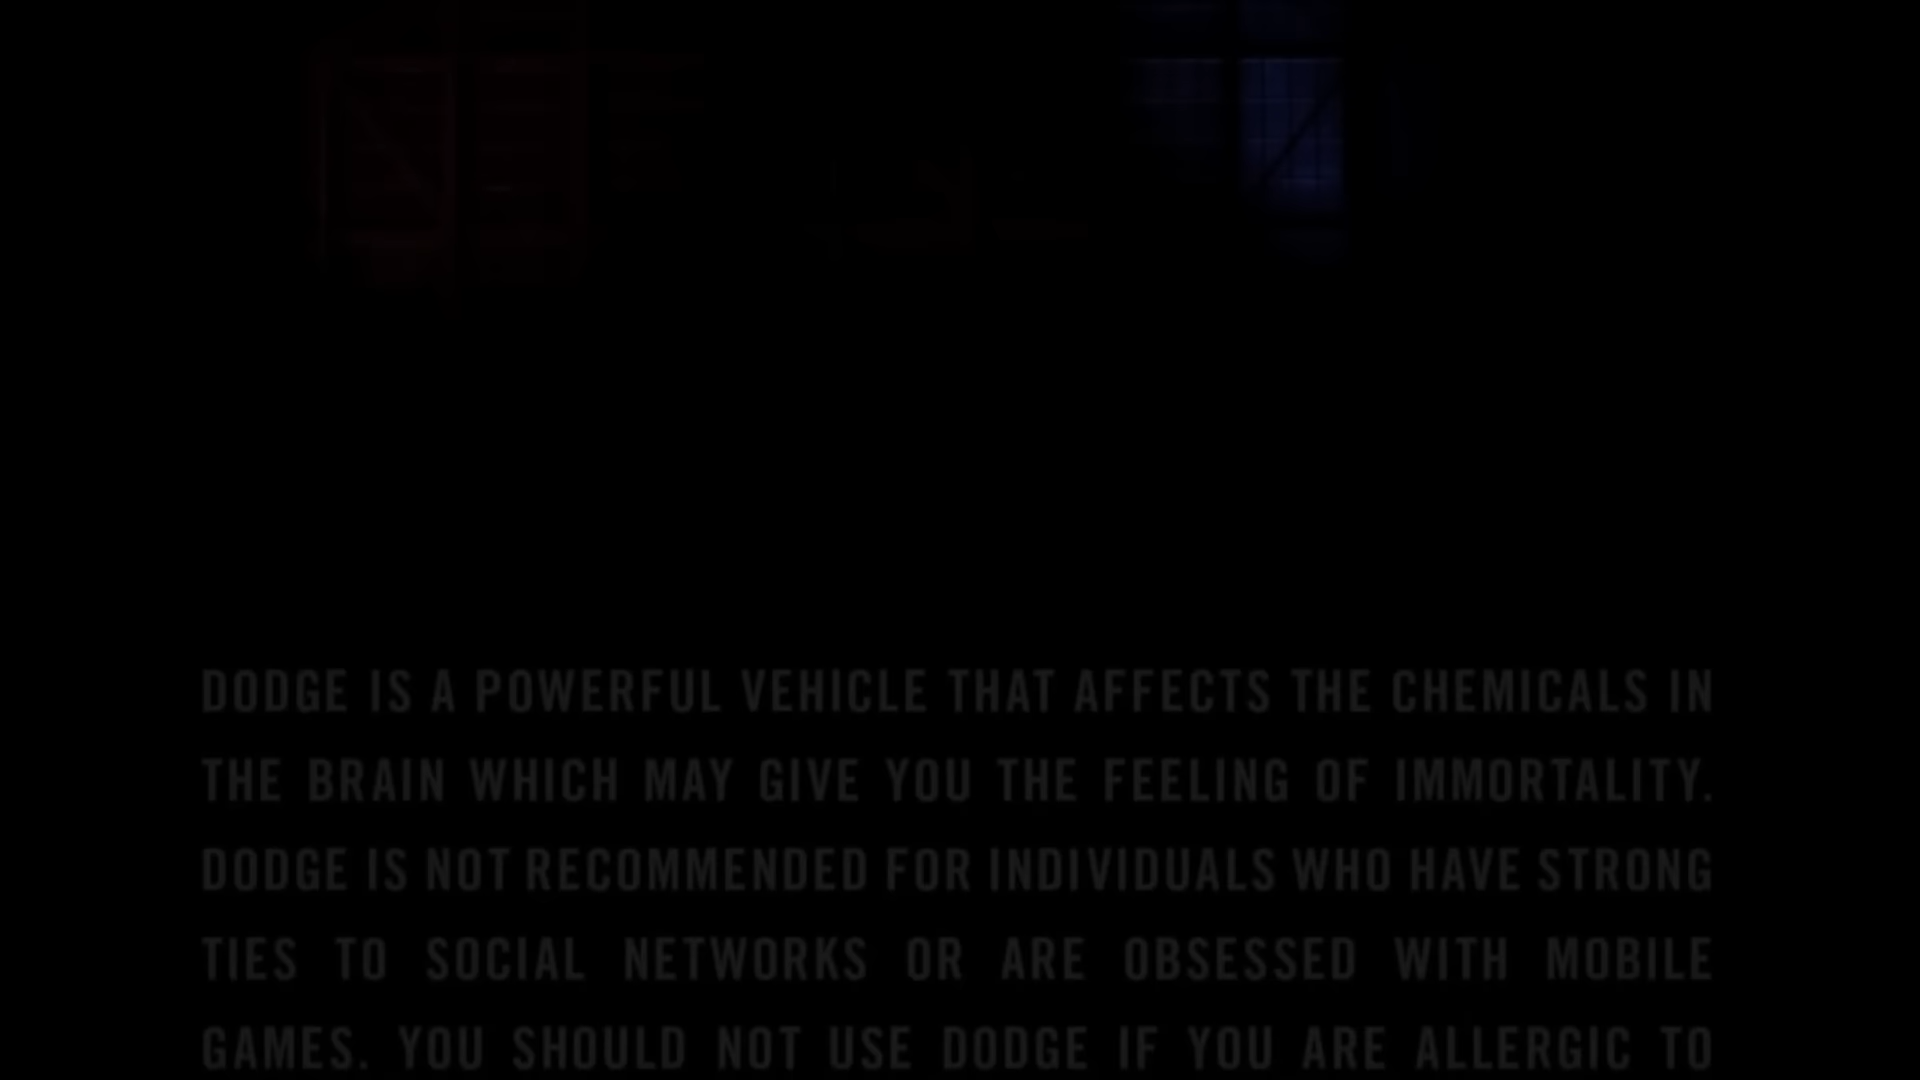 DODGE IS A POWERFUL VEHICLE THAT AFFECTS THE CHEMICALS IN
THE BRAIN WHICH MAY GIVE YOU THE FEELING OF IMMORTALITY.
DODGE IS NOT RECOMMENDED FOR INDIVIDUALS WHO HAVE STRONG
TIES TO SOCIAL NETWORKS OR ARE OBSESSED WITH MOBILE
GAMES. YOU SHOULD NOT USE DODGE IF YOU ARE ALLERGIC TO